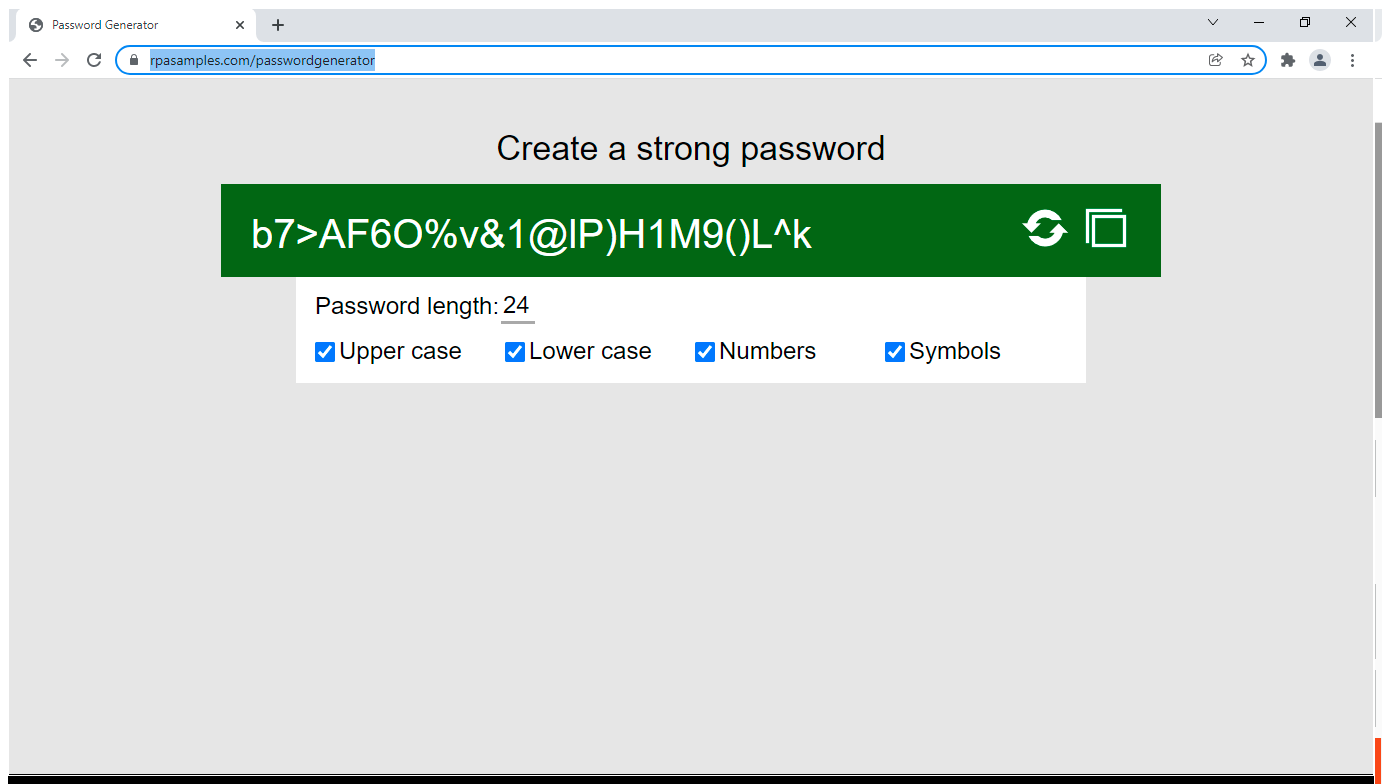 Password Generator
rpasamples.com/passwordgenerator
Create a strong password
b7>AF6O%v&1@lP)H1M9()L^k
Password length: 24
Upper case Lower case Numbers Symbols